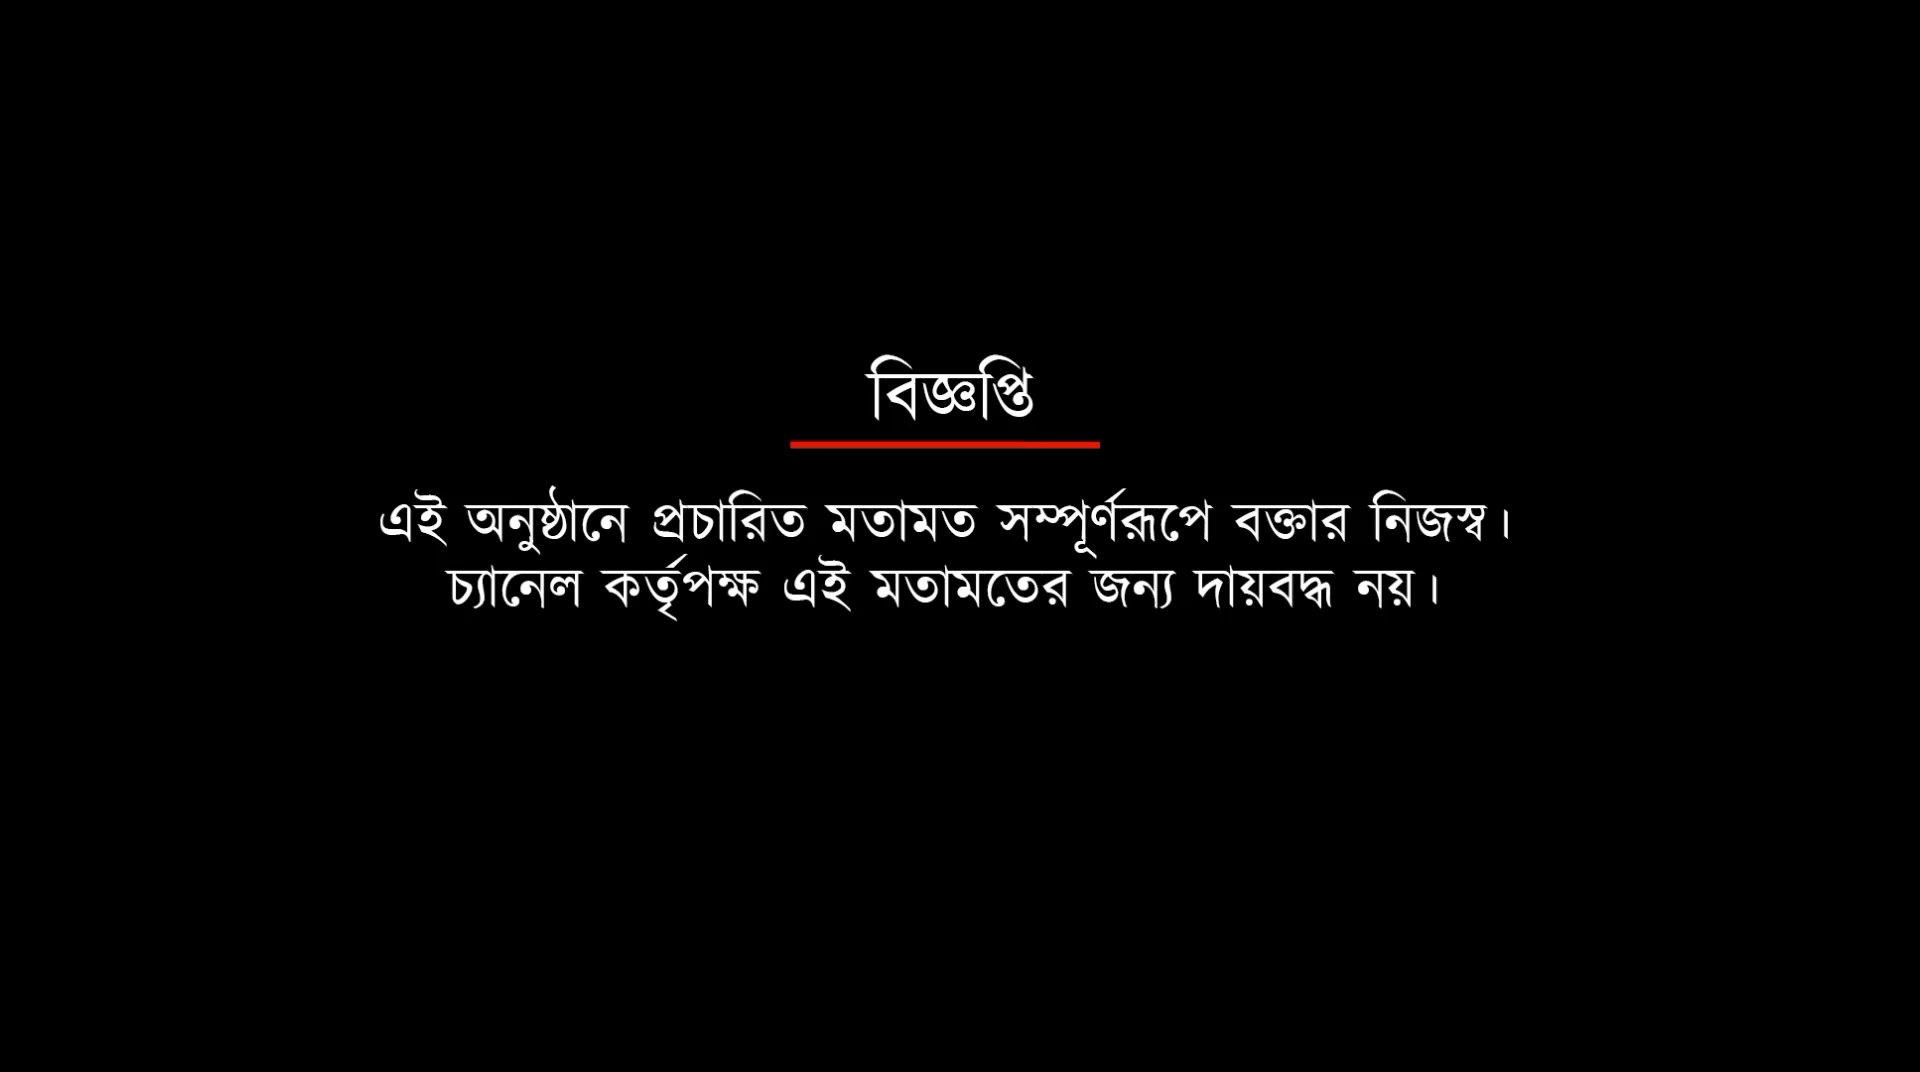 বিজ্ঞপ্তি
এই অনুষ্ঠানে প্রচারিত মতামত সম্পূর্ণরূপে বক্তার নিজস্ব।
চ্যানেল কর্তৃপক্ষ এই মতামতের জন্য দায়বদ্ধ নয়।